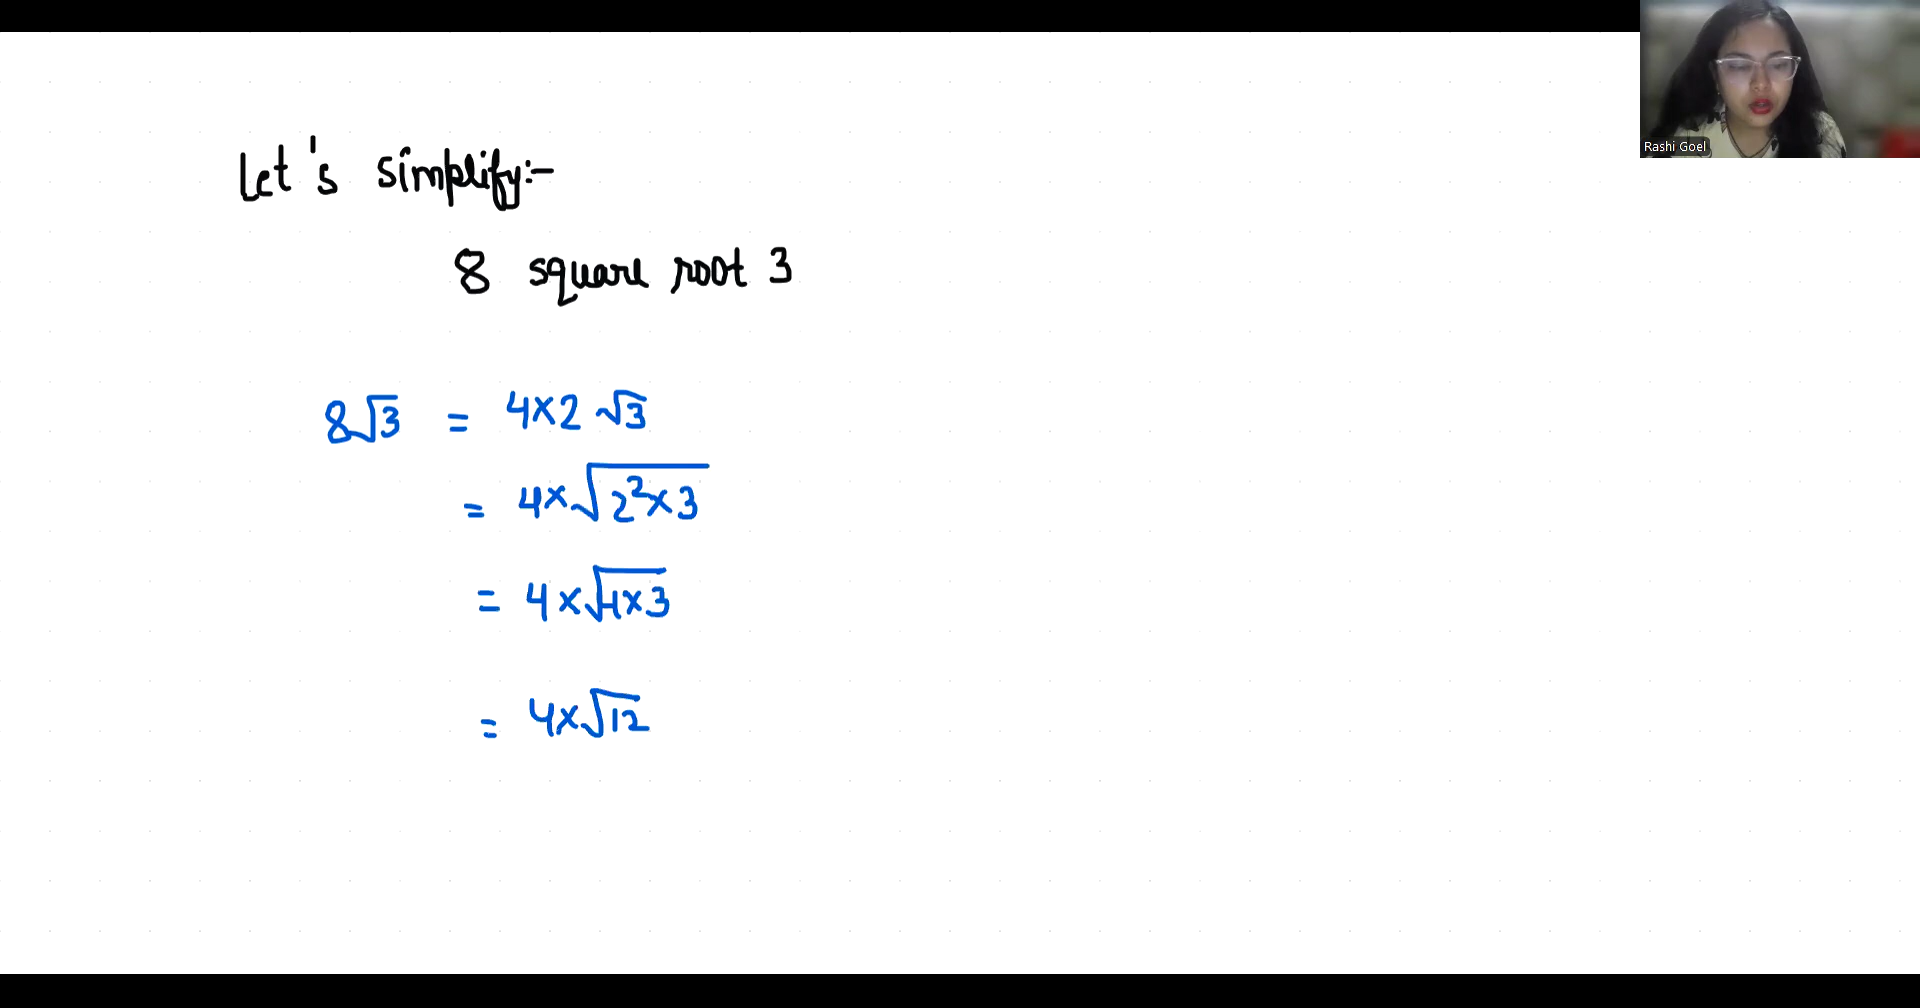 Let's simplify:-
8 square root 3
8√3 = 4×2 √3
= 4×√2²×3
= 4×√4×3
= 4×√12
Rashi Goel